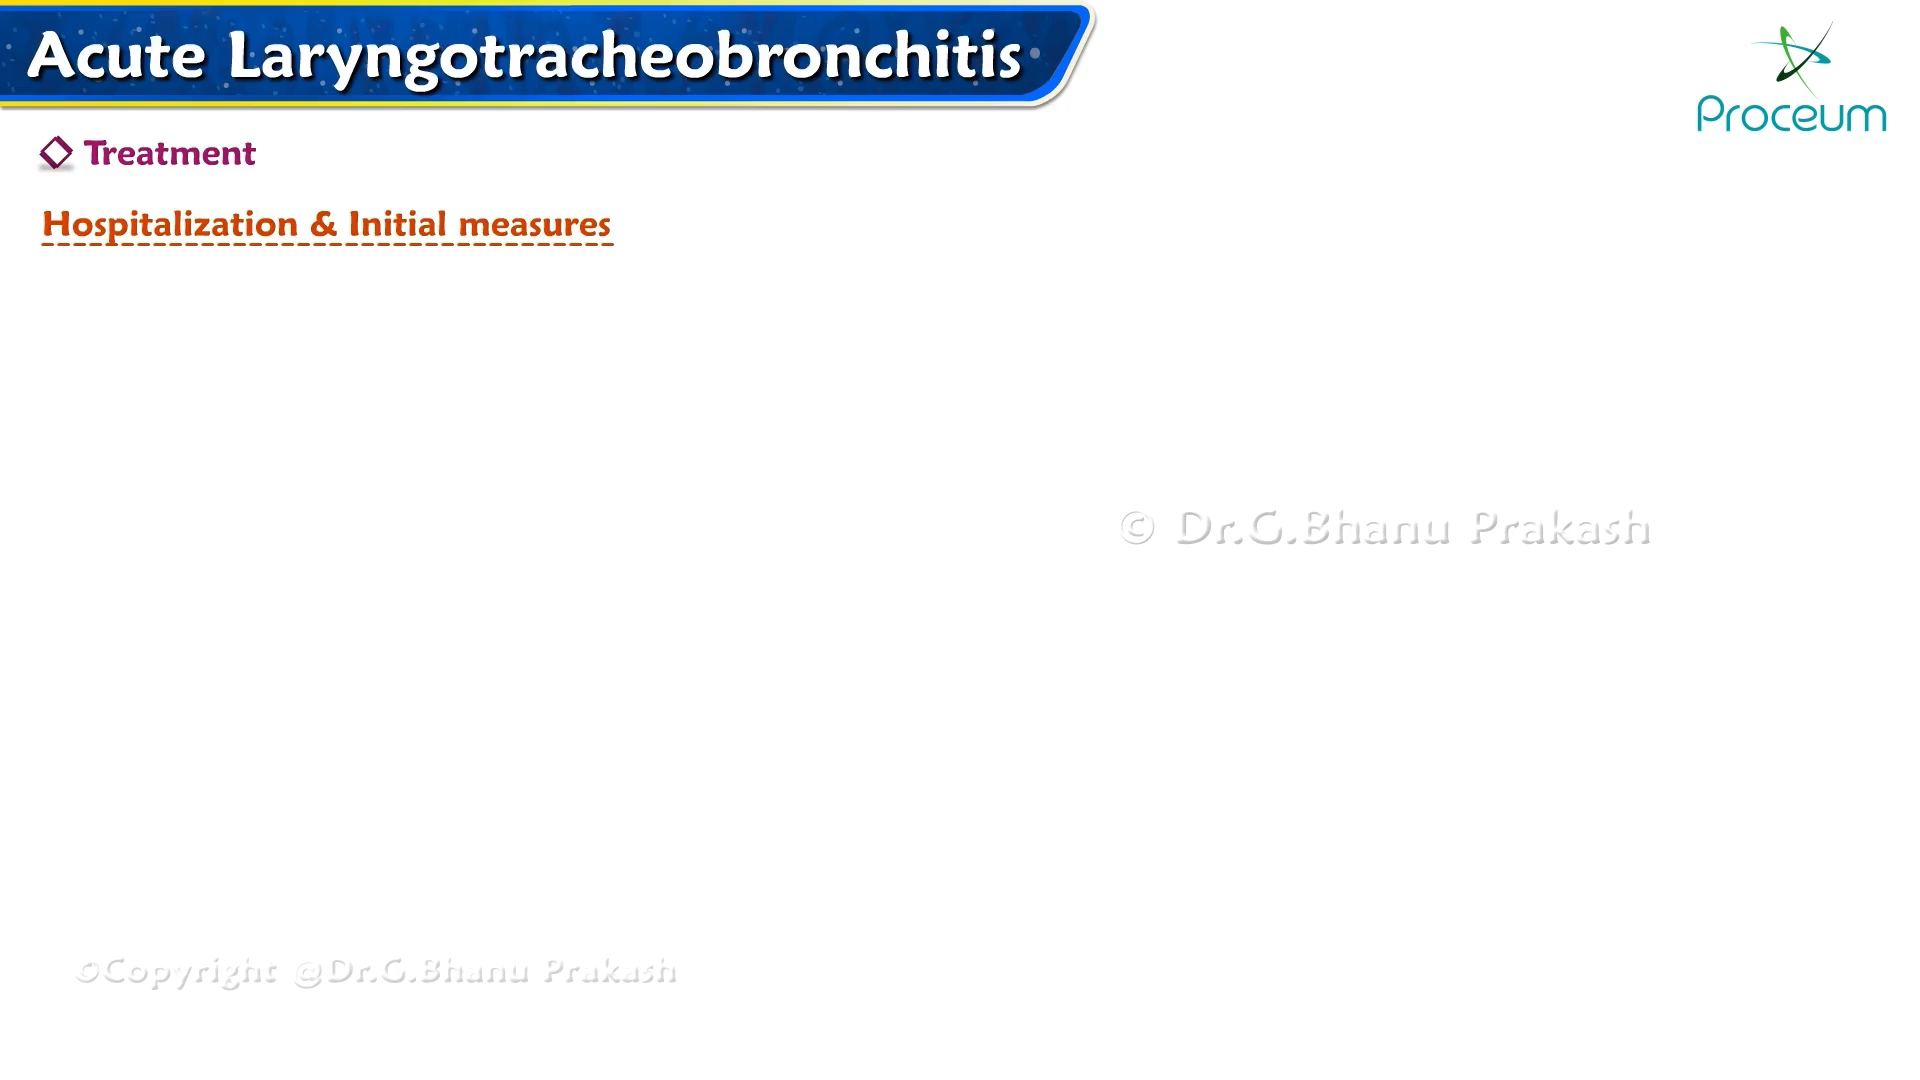 Acute Laryngotracheobronchitis
Proceum
Treatment
Hospitalization & Initial measures
© Dr.G.Bhanu Prakash
©Copyright @Dr.G.Bhanu Prakash